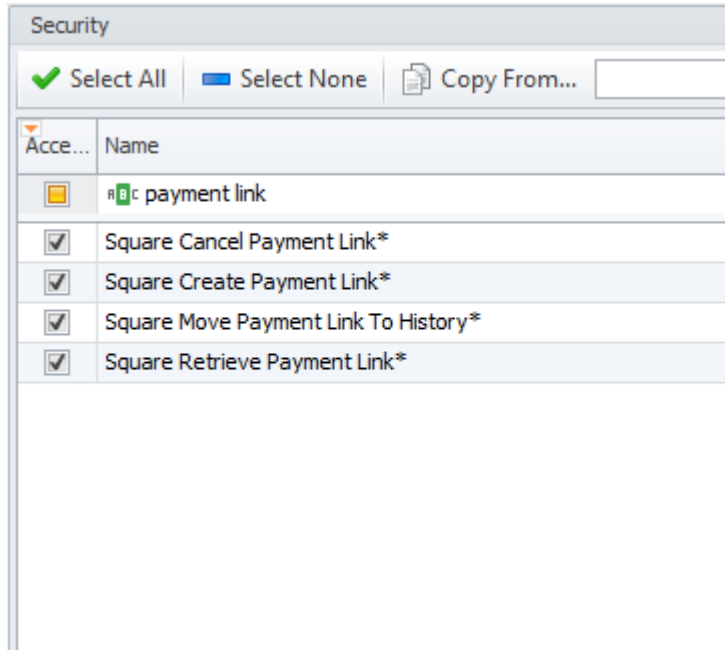 Security
Select All Select None Copy From...
Acce... Name
ABC payment link
Square Cancel Payment Link*
Square Create Payment Link*
Square Move Payment Link To History*
Square Retrieve Payment Link*